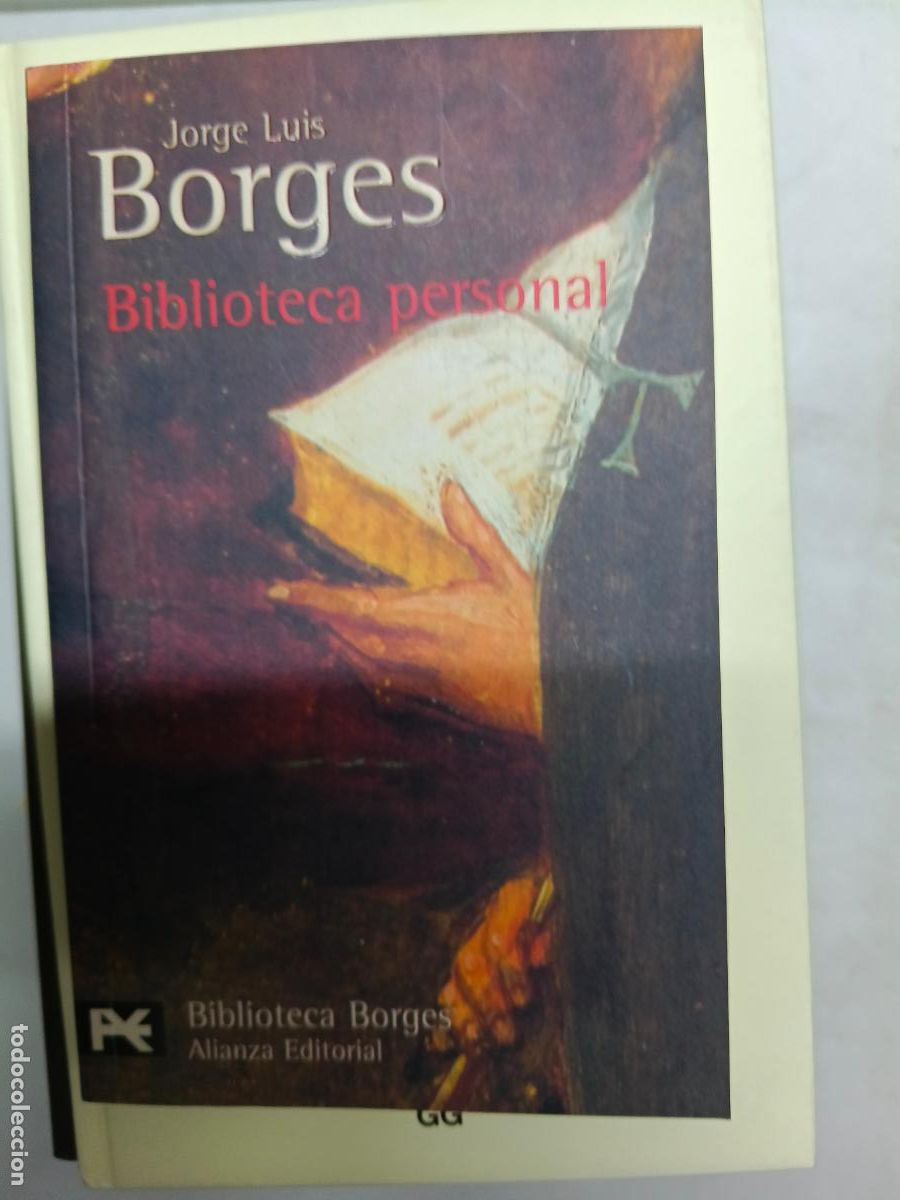 Jorge Luis
Borges
Biblioteca personal
Biblioteca Borges
Alianza Editorial
GG
todocoleccion